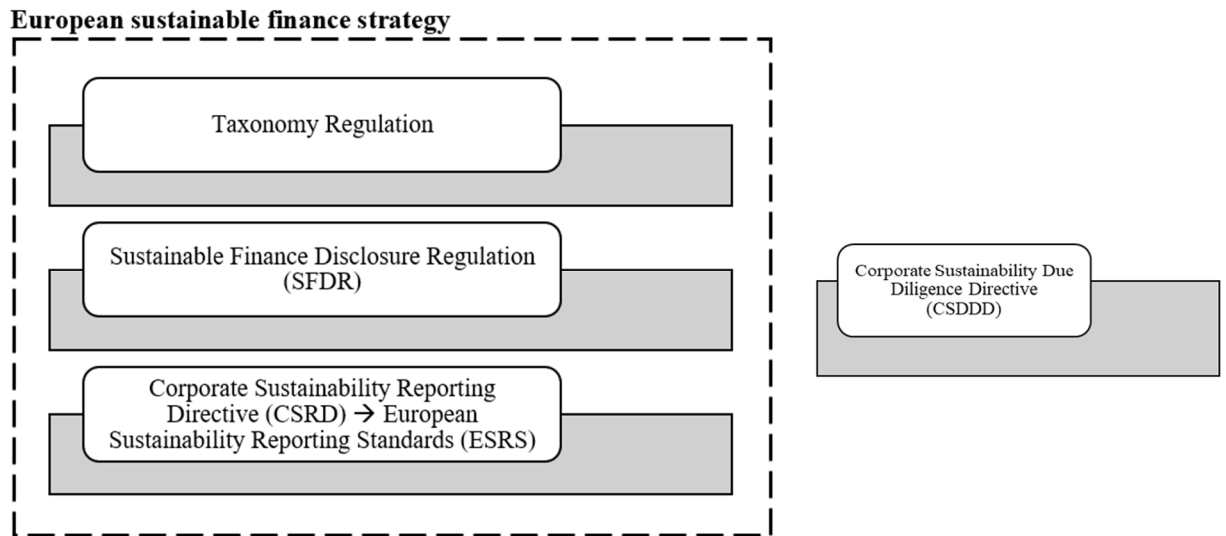 European sustainable finance strategy
Taxonomy Regulation
Sustainable Finance Disclosure Regulation
(SFDR)
Corporate Sustainability Reporting
Directive (CSRD) → European
Sustainability Reporting Standards (ESRS)
Corporate Sustainability Due
Diligence Directive
(CSDDD)